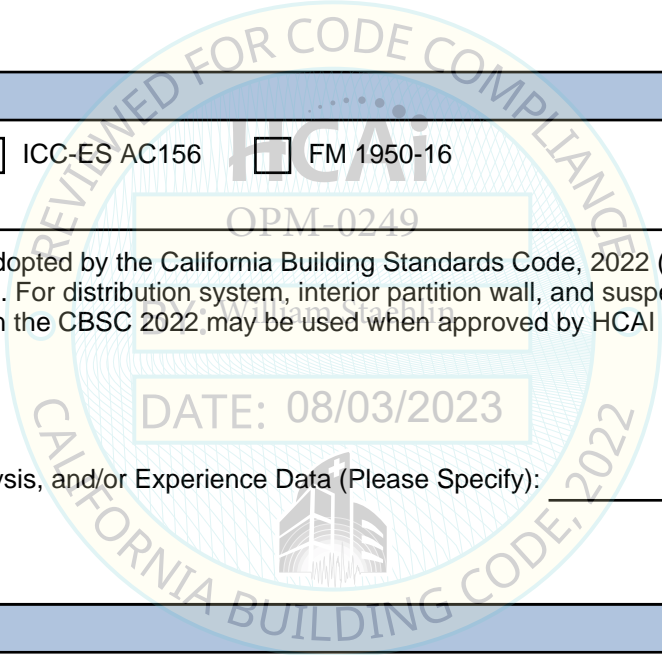 REVIEWED FOR CODE COMPLIANCE
HCAi
ICC-ES AC156 FM 1950-16
OPM-0249
dopted by the California Building Standards Code, 2022 (
. For distribution system, interior partition wall, and suspe
n the CBSC 2022 may be used when approved by HCAI
BY: William Staehlin
DATE: 08/03/2023
ysis, and/or Experience Data (Please Specify):
CALIFORNIA BUILDING CODE, 2022